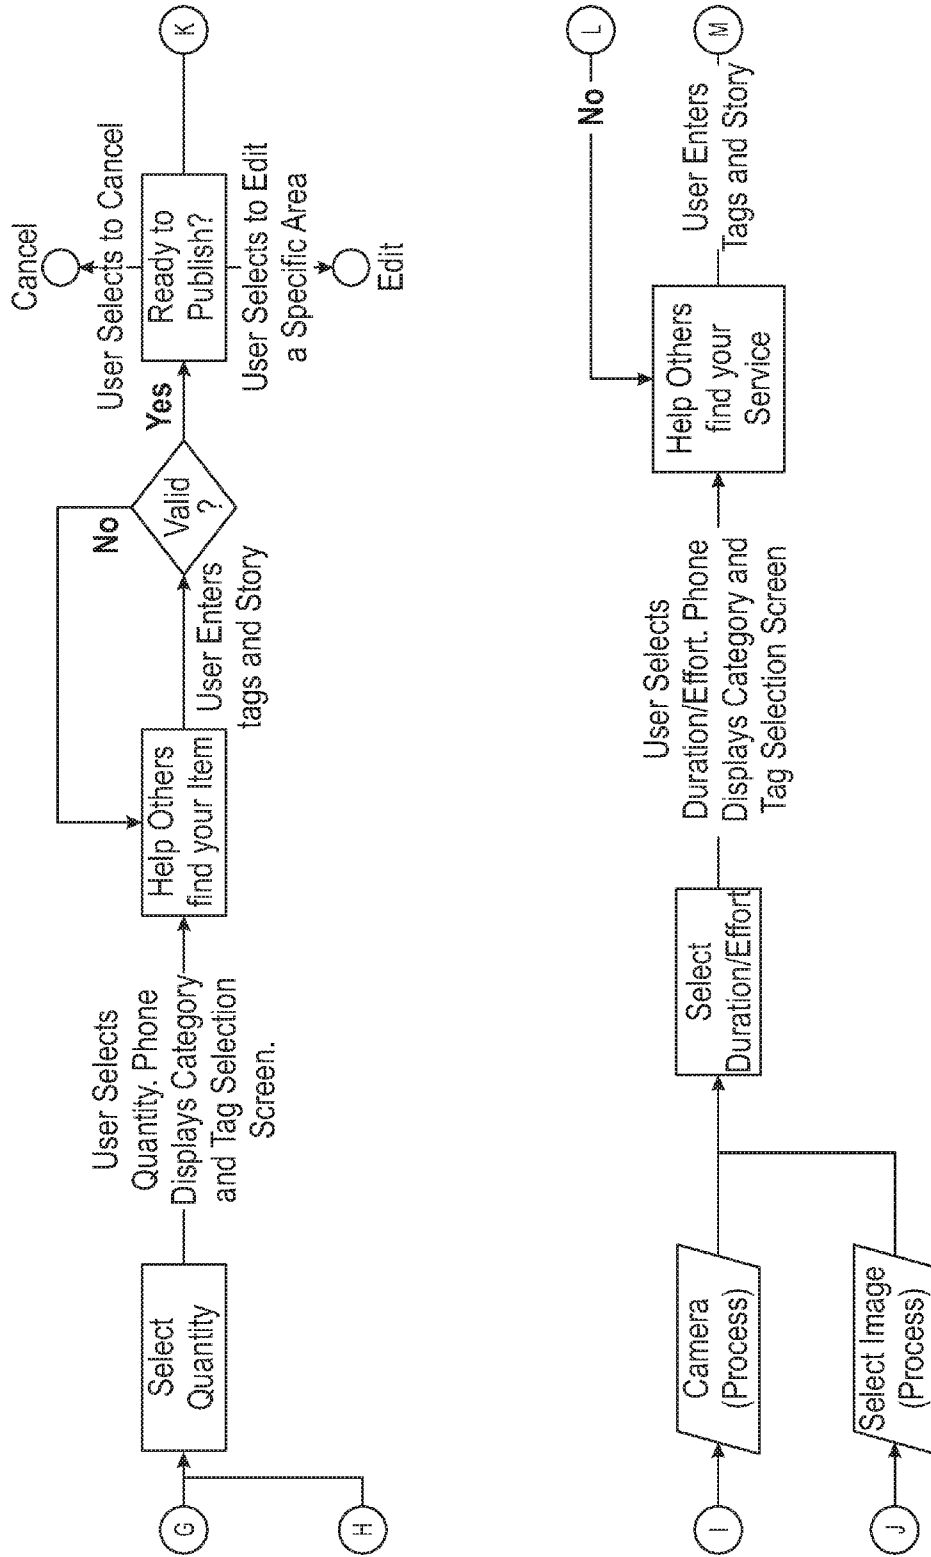 G
H
Select
Quantity
User Selects
Quantity. Phone
Displays Category
and Tag Selection
Screen.
Help Others
find your Item
User Enters
tags and Story
Valid
?
No
Yes
Ready to
Publish?
User Selects to Cancel
Cancel
User Selects to Edit
a Specific Area
Edit
K
I
J
Camera
(Process)
Select Image
(Process)
Select
Duration/Effort
User Selects
Duration/Effort. Phone
Displays Category and
Tag Selection Screen
Help Others
find your
Service
No
L
User Enters
Tags and Story
M